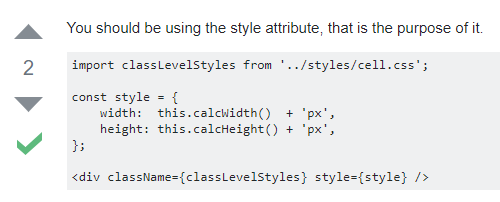 You should be using the style attribute, that is the purpose of it.
2
import classLevelStyles from '../styles/cell.css';
const style = {
    width:  this.calcWidth()  + 'px',
    height: this.calcHeight() + 'px',
};
<div className={classLevelStyles} style={style} />